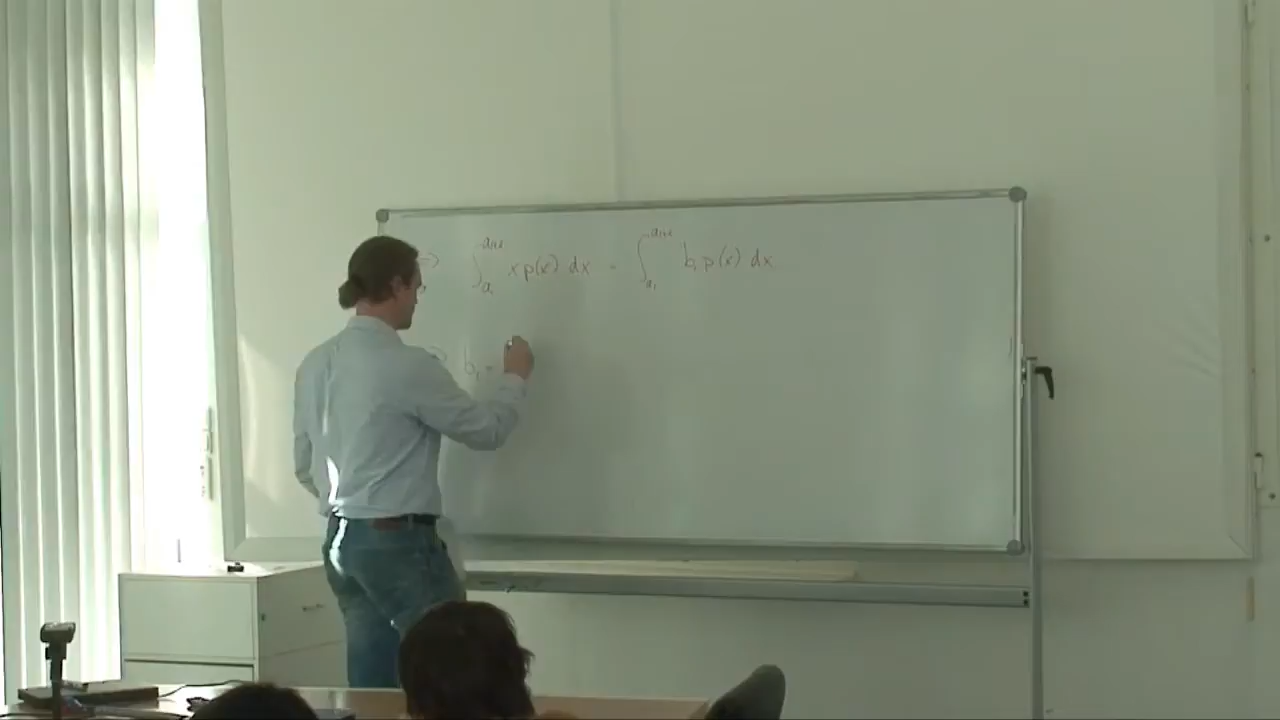 ⇒ ∫_{a_i}^{a_{i+1}} x p(x) dx = ∫_{a_i}^{a_{i+1}} b_i p(x) dx
⇒ b_i =